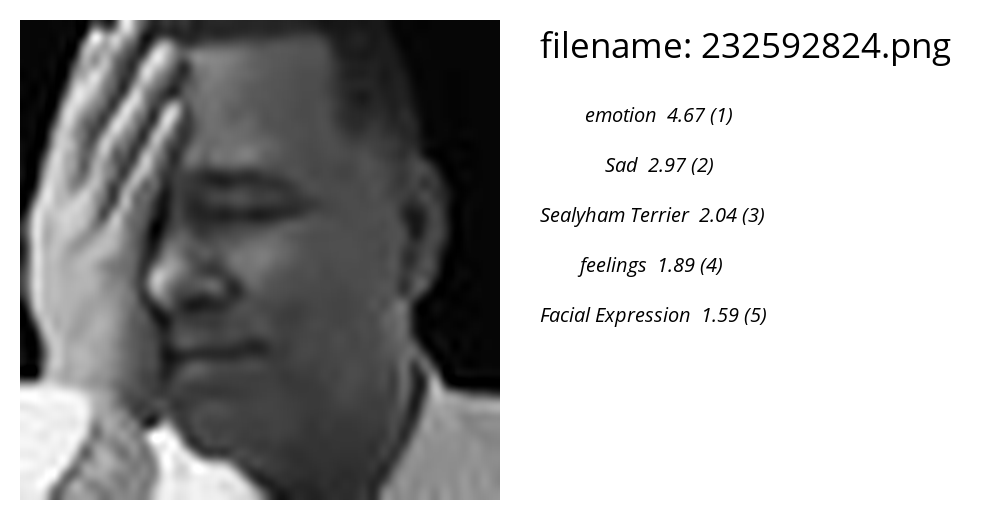 filename: 232592824.png
emotion 4.67 (1)
Sad 2.97 (2)
Sealyham Terrier 2.04 (3)
feelings 1.89 (4)
Facial Expression 1.59 (5)